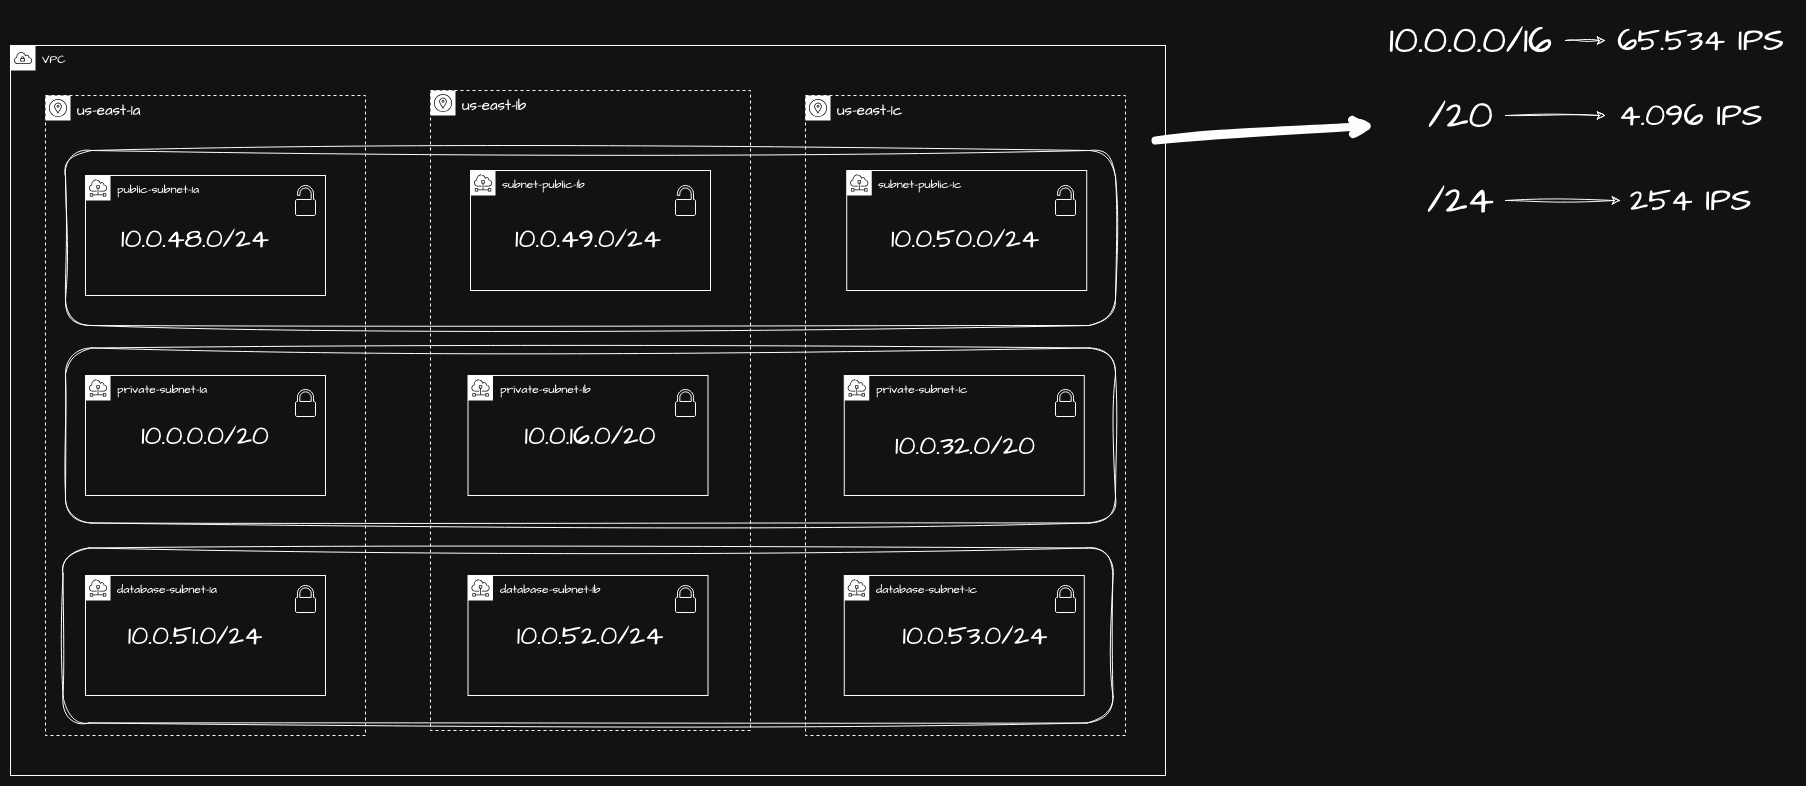 VPC
us-east-1a
us-east-1b
us-east-1c
public-subnet-1a
10.0.48.0/24
subnet-public-1b
10.0.49.0/24
subnet-public-1c
10.0.50.0/24
private-subnet-1a
10.0.0.0/20
private-subnet-1b
10.0.16.0/20
private-subnet-1c
10.0.32.0/20
database-subnet-1a
10.0.51.0/24
database-subnet-1b
10.0.52.0/24
database-subnet-1c
10.0.53.0/24
10.0.0.0/16 → 65.534 IPS
/20 → 4.096 IPS
/24 → 254 IPS